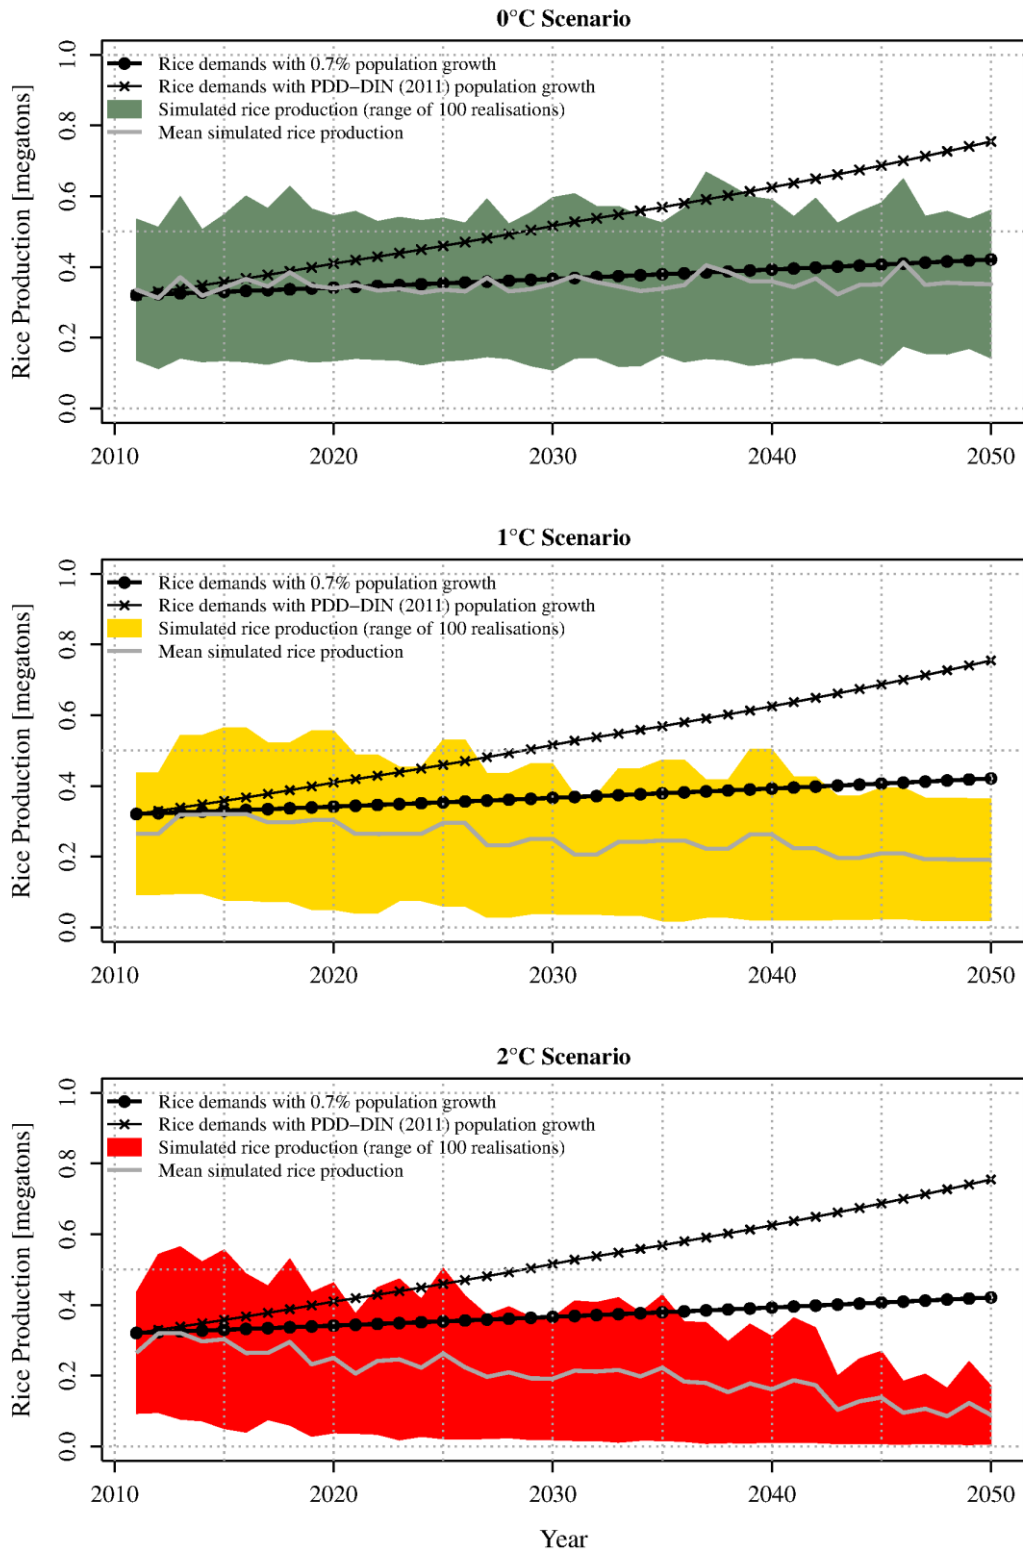 0°C Scenario
Rice Production [megatons]
1.0
0.8
0.6
0.4
0.2
0.0
Rice demands with 0.7% population growth
Rice demands with PDD−DIN (2011) population growth
Simulated rice production (range of 100 realisations)
Mean simulated rice production
2010 2020 2030 2040 2050
1°C Scenario
Rice Production [megatons]
1.0
0.8
0.6
0.4
0.2
0.0
Rice demands with 0.7% population growth
Rice demands with PDD−DIN (2011) population growth
Simulated rice production (range of 100 realisations)
Mean simulated rice production
2010 2020 2030 2040 2050
2°C Scenario
Rice Production [megatons]
1.0
0.8
0.6
0.4
0.2
0.0
Rice demands with 0.7% population growth
Rice demands with PDD−DIN (2011) population growth
Simulated rice production (range of 100 realisations)
Mean simulated rice production
2010 2020 2030 2040 2050
Year